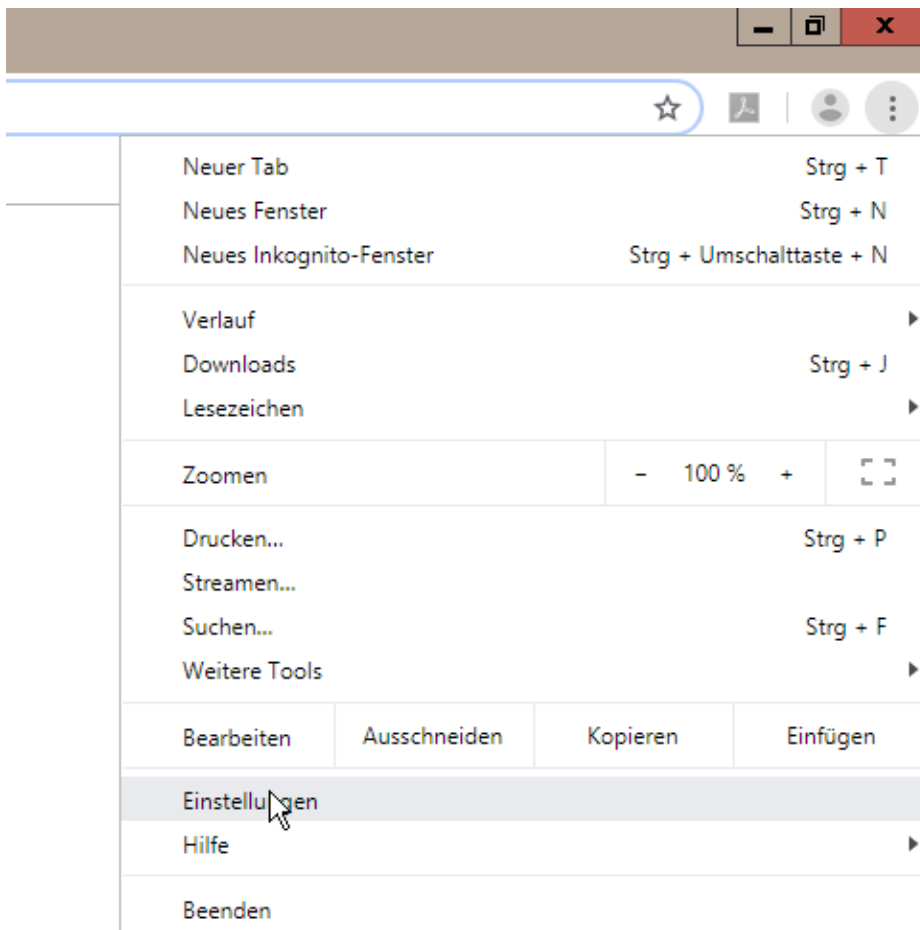 Neuer Tab Strg + T
Neues Fenster Strg + N
Neues Inkognito-Fenster Strg + Umschalttaste + N
Verlauf
Downloads Strg + J
Lesezeichen
Zoomen - 100 % +
Drucken... Strg + P
Streamen...
Suchen... Strg + F
Weitere Tools
Bearbeiten Ausschneiden Kopieren Einfügen
Einstellungen
Hilfe
Beenden